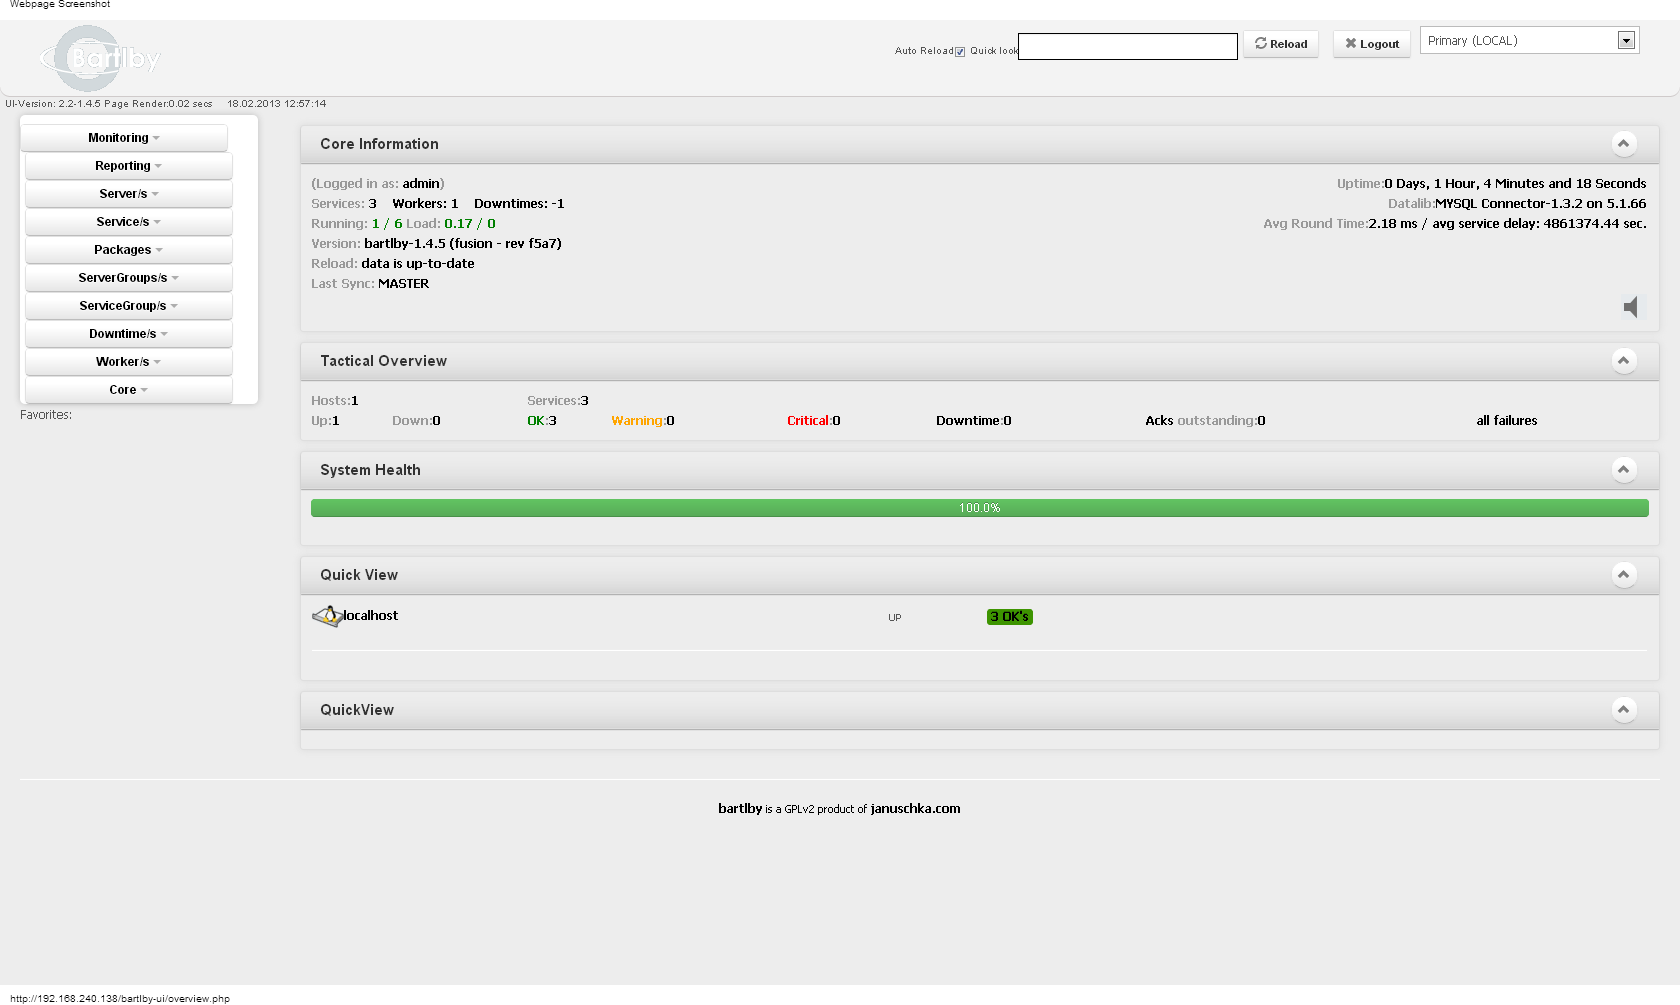 Webpage Screenshot
Bartlby
Auto Reload Quick look Reload Logout Primary (LOCAL)
UI-Version: 2.2-1.4.5 Page Render:0.02 secs 18.02.2013 12:57:14
Monitoring
Reporting
Server/s
Service/s
Packages
ServerGroups/s
ServiceGroup/s
Downtime/s
Worker/s
Core
Favorites:
Core Information
(Logged in as: admin) Uptime:0 Days, 1 Hour, 4 Minutes and 18 Seconds
Services: 3 Workers: 1 Downtimes: -1 Datalib:MYSQL Connector-1.3.2 on 5.1.66
Running: 1 / 6 Load: 0.17 / 0 Avg Round Time:2.18 ms / avg service delay: 4861374.44 sec.
Version: bartlby-1.4.5 (fusion - rev f5a7)
Reload: data is up-to-date
Last Sync: MASTER
Tactical Overview
Hosts:1 Services:3
Up:1 Down:0 OK:3 Warning:0 Critical:0 Downtime:0 Acks outstanding:0 all failures
System Health
100.0%
Quick View
localhost UP 3 OK's
QuickView
bartlby is a GPLv2 product of januschka.com
http://192.168.240.138/bartlby-ui/overview.php